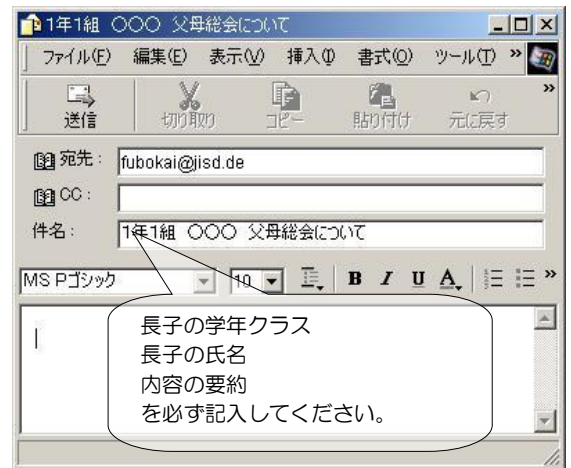 1年1組 ○○○ 父母総会について
ファイル(F) 編集(E) 表示(V) 挿入(I) 書式(O) ツール(T) »
送信 切り取り コピー 貼り付け 元に戻す »
宛先: fubokai@jisd.de
CC:
件名: 1年1組 ○○○ 父母総会について
MS Pゴシック 10 B I U A »
長子の学年クラス
長子の氏名
内容の要約
を必ず記入してください。